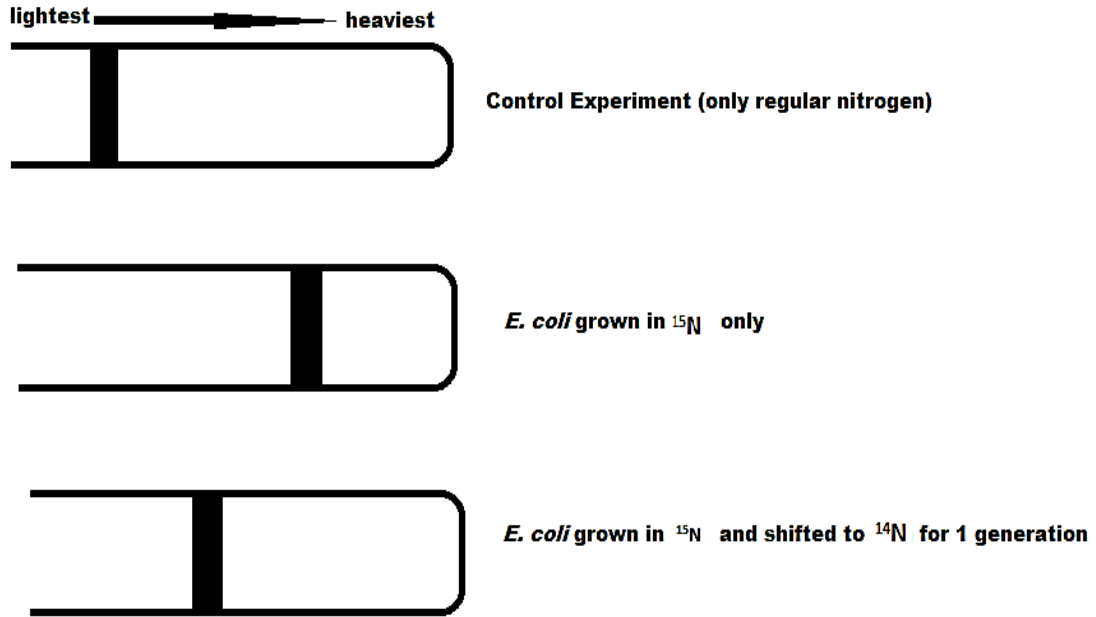 lightest heaviest
Control Experiment (only regular nitrogen)
E. coli grown in ¹⁵N only
E. coli grown in ¹⁵N and shifted to ¹⁴N for 1 generation